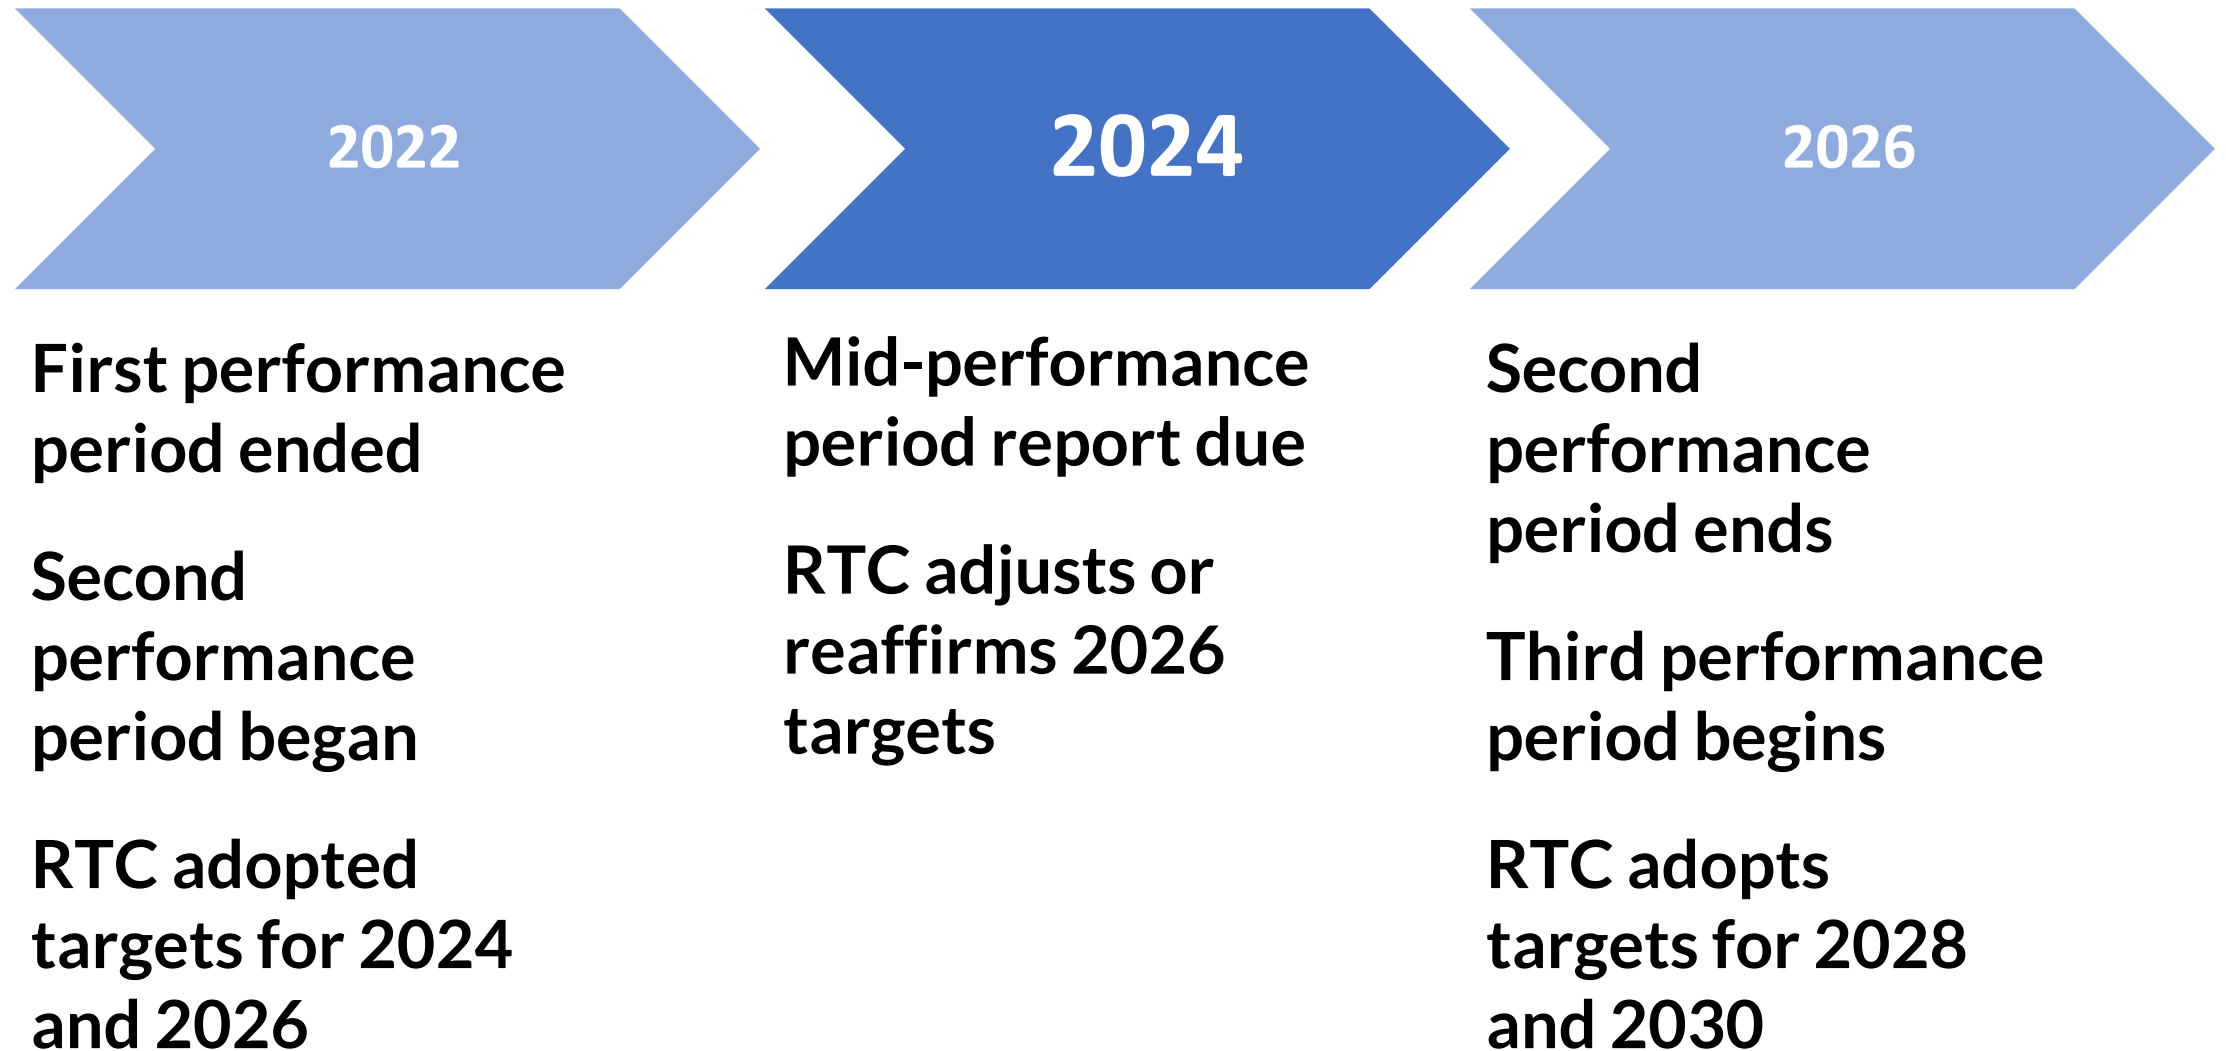 2022
First performance
period ended
Second
performance
period began
RTC adopted
targets for 2024
and 2026
2024
Mid-performance
period report due
RTC adjusts or
reaffirms 2026
targets
2026
Second
performance
period ends
Third performance
period begins
RTC adopts
targets for 2028
and 2030